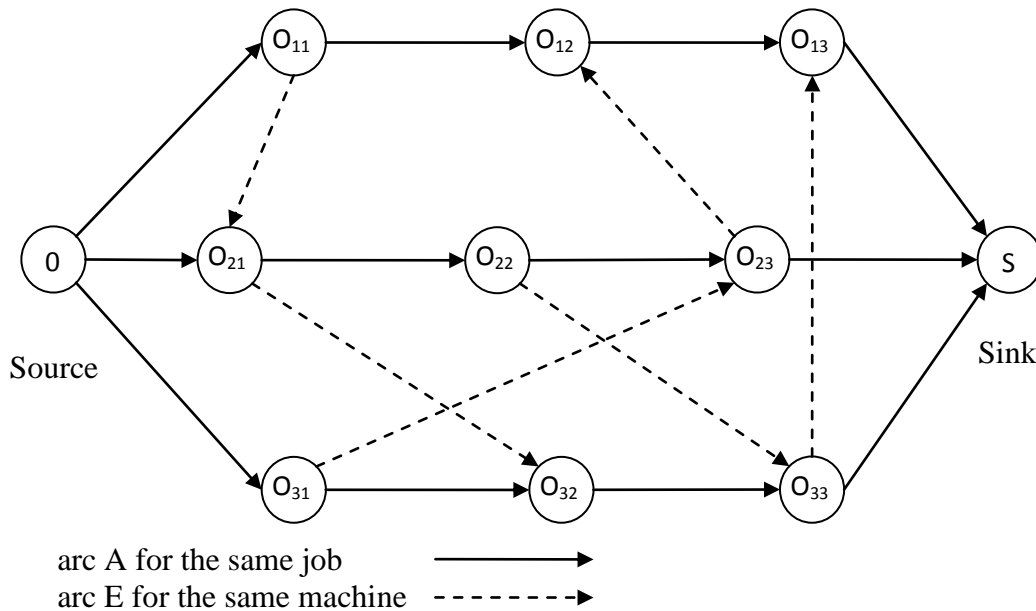 O₁₁ O₁₂ O₁₃
0 O₂₁ O₂₂ O₂₃ S
Source Sink
O₃₁ O₃₂ O₃₃
arc A for the same job
arc E for the same machine